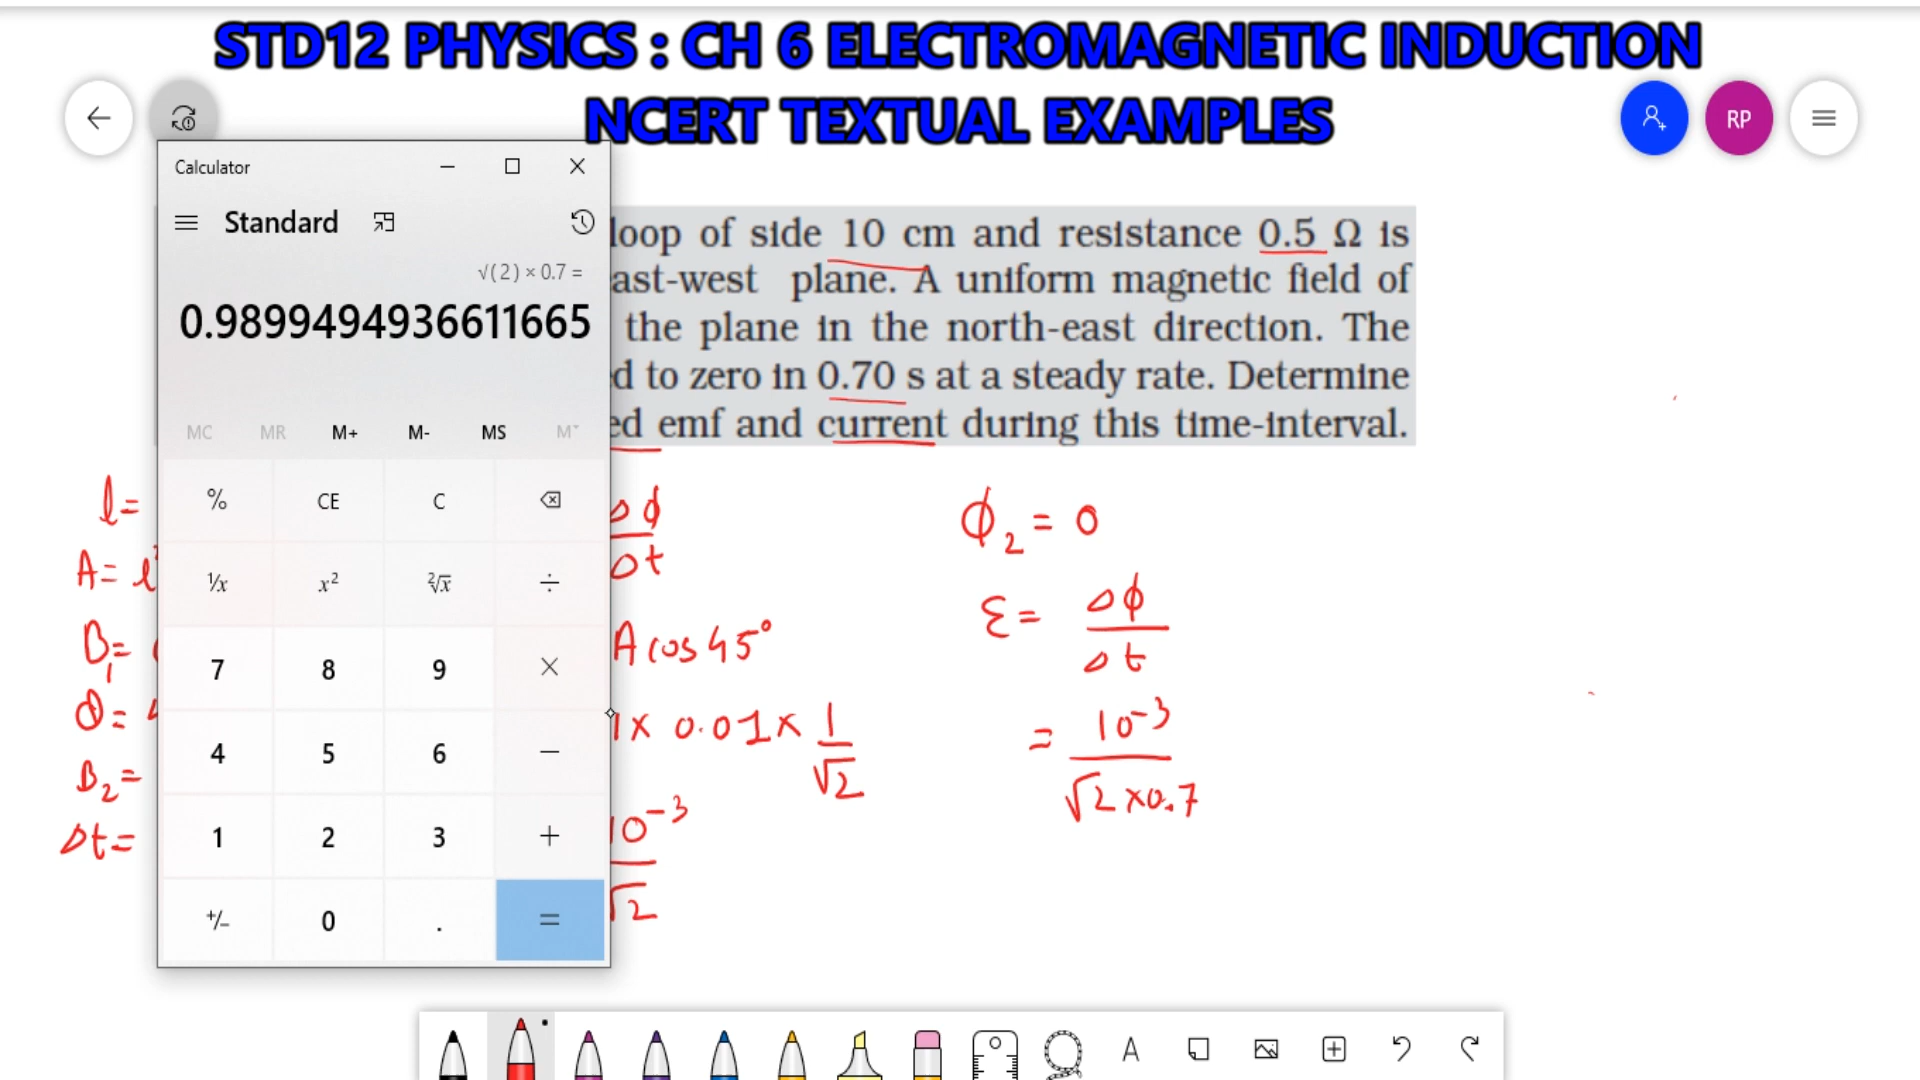 STD12 PHYSICS : CH 6 ELECTROMAGNETIC INDUCTION
NCERT TEXTUAL EXAMPLES
RP
Calculator
Standard
√(2) × 0.7 =
0.9899494936611665
MC MR M+ M- MS M˅
% CE C
¹/x x² ²√x ÷
7 8 9 ×
4 5 6 −
1 2 3 +
+/− 0 . =
loop of side 10 cm and resistance 0.5 Ω is
ast-west plane. A uniform magnetic field of
the plane in the north-east direction. The
d to zero in 0.70 s at a steady rate. Determine
ed emf and current during this time-interval.
l=
A= l
B₁=
θ=
B₂=
Δt=
Δϕ
Δt
A cos 45°
1 × 0.01 × 1
√2
10⁻³
√2
ϕ₂ = 0
ε = Δϕ
Δt
= 10⁻³
√2 × 0.7
A